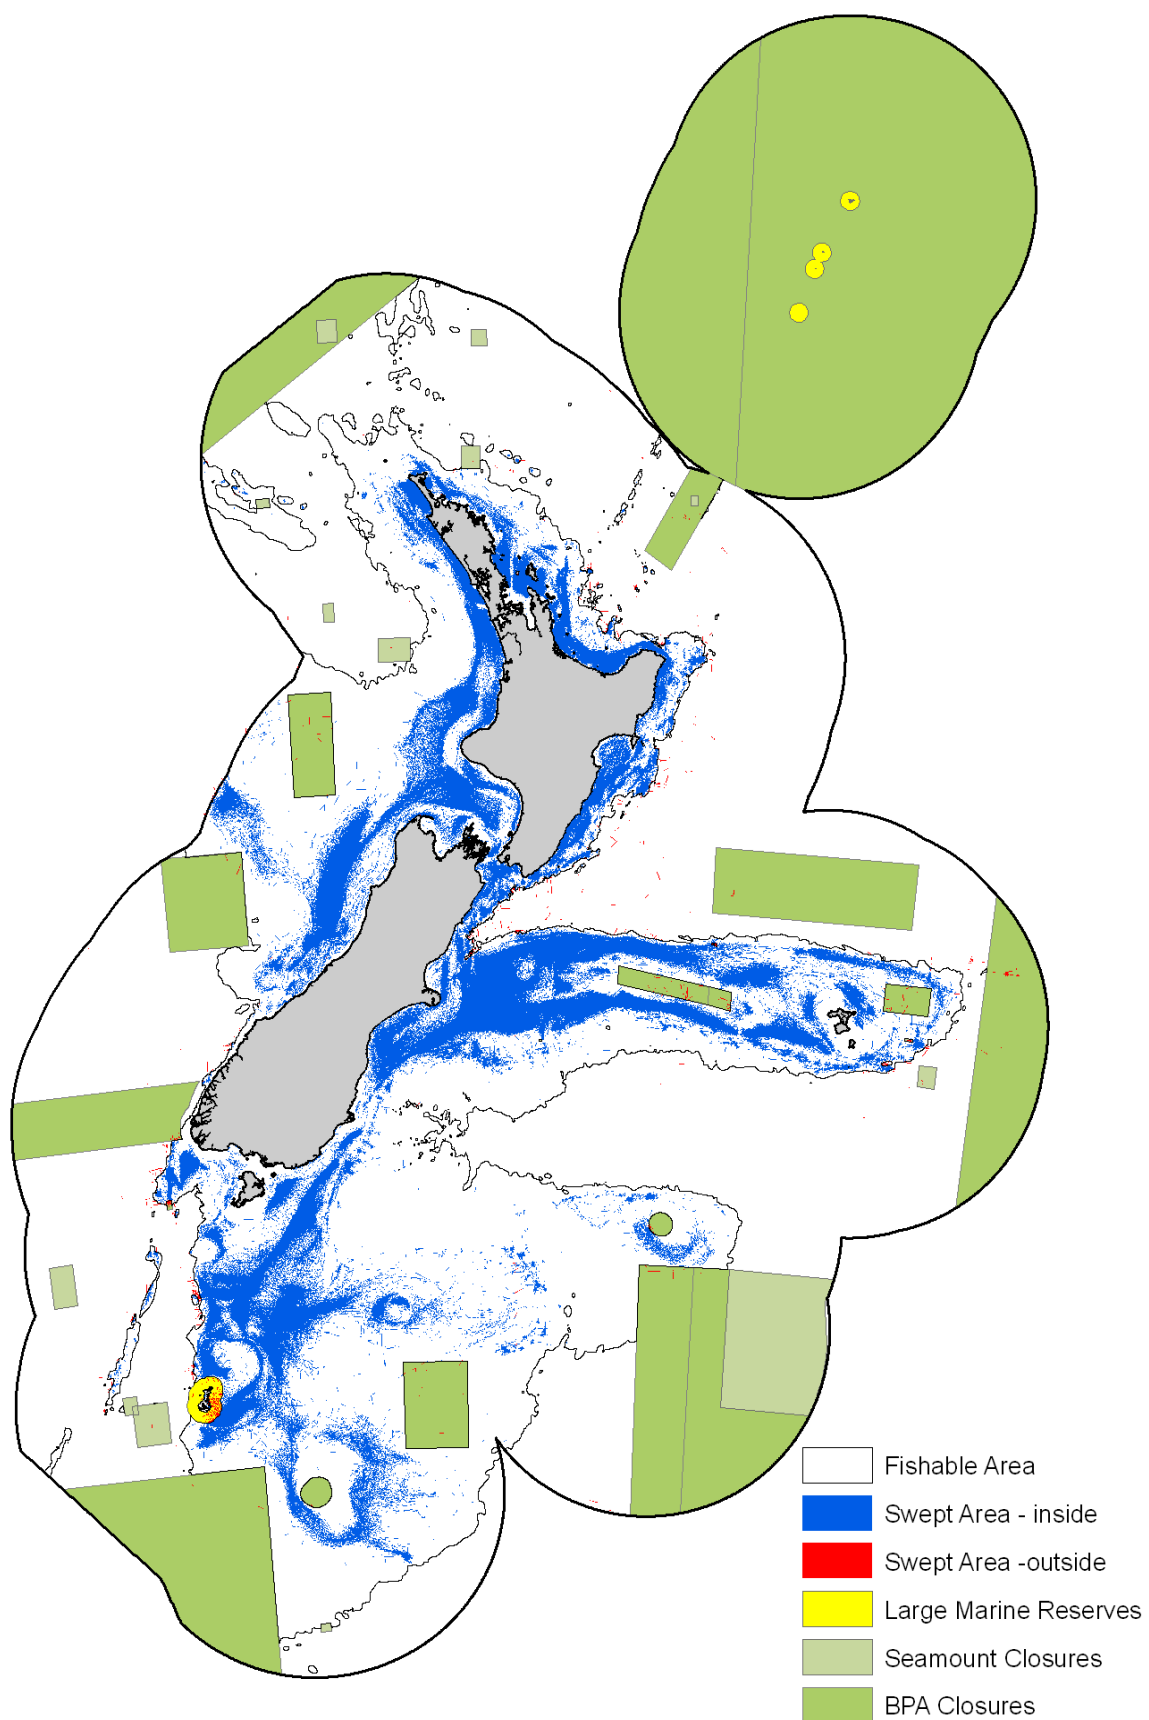 Fishable Area
Swept Area - inside
Swept Area -outside
Large Marine Reserves
Seamount Closures
BPA Closures